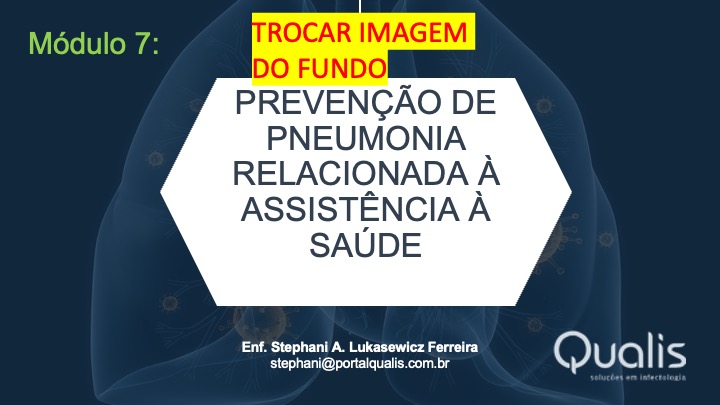 Módulo 7:
TROCAR IMAGEM
DO FUNDO
PREVENÇÃO DE
PNEUMONIA
RELACIONADA À
ASSISTÊNCIA À
SAÚDE
Enf. Stephani A. Lukasewicz Ferreira
stephani@portalqualis.com.br
Qualis
soluções em infectologia